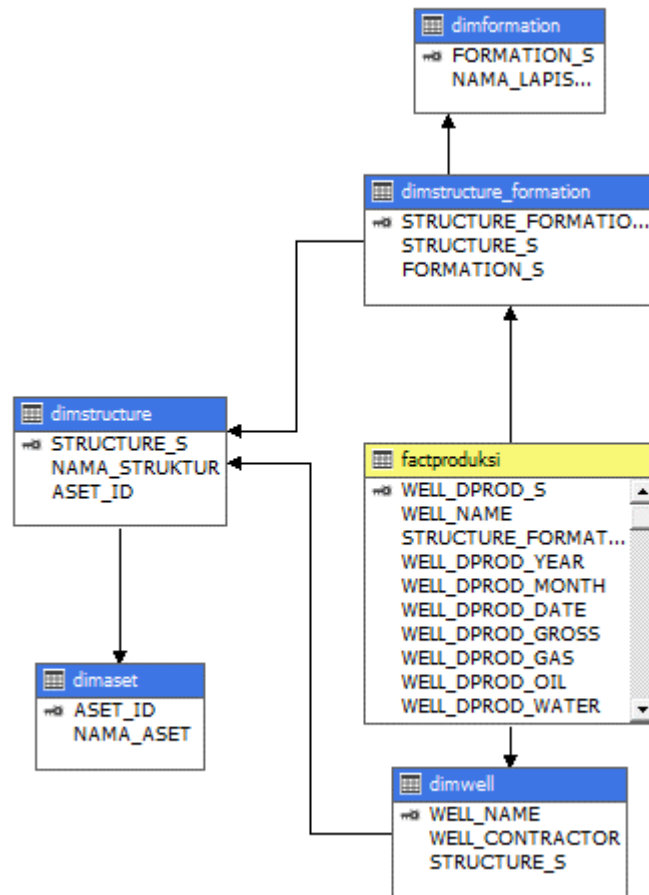 dimformation
FORMATION_S
NAMA_LAPIS...
dimstructure_formation
STRUCTURE_FORMATIO...
STRUCTURE_S
FORMATION_S
dimstructure
STRUCTURE_S
NAMA_STRUKTUR
ASET_ID
factproduksi
WELL_DPROD_S
WELL_NAME
STRUCTURE_FORMAT...
WELL_DPROD_YEAR
WELL_DPROD_MONTH
WELL_DPROD_DATE
WELL_DPROD_GROSS
WELL_DPROD_GAS
WELL_DPROD_OIL
WELL_DPROD_WATER
dimaset
ASET_ID
NAMA_ASET
dimwell
WELL_NAME
WELL_CONTRACTOR
STRUCTURE_S